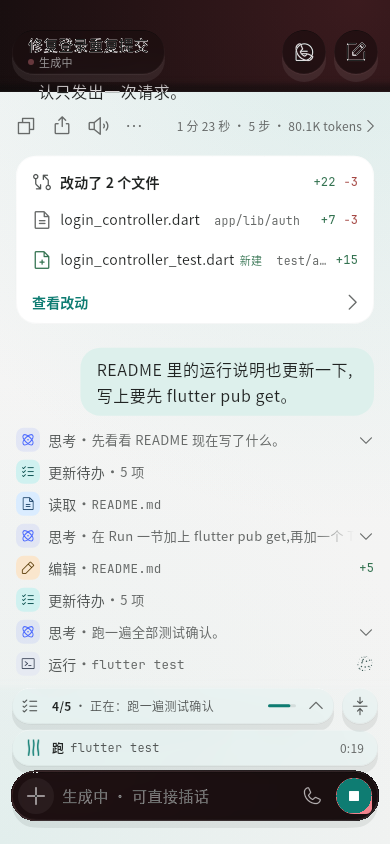 修复登录重复提交
生成中
认只发出一次请求。
1 分 23 秒 · 5 步 · 80.1K tokens
改动了 2 个文件 +22 -3
login_controller.dart app/lib/auth +7 -3
login_controller_test.dart 新建 test/a… +15
查看改动
README 里的运行说明也更新一下,
写上要先 flutter pub get。
思考 · 先看看 README 现在写了什么。
更新待办 · 5 项
读取 · README.md
思考 · 在 Run 一节加上 flutter pub get,再加一个
编辑 · README.md +5
更新待办 · 5 项
思考 · 跑一遍全部测试确认。
运行 · flutter test
4/5 · 正在: 跑一遍测试确认
跑 flutter test 0:19
生成中 · 可直接插话